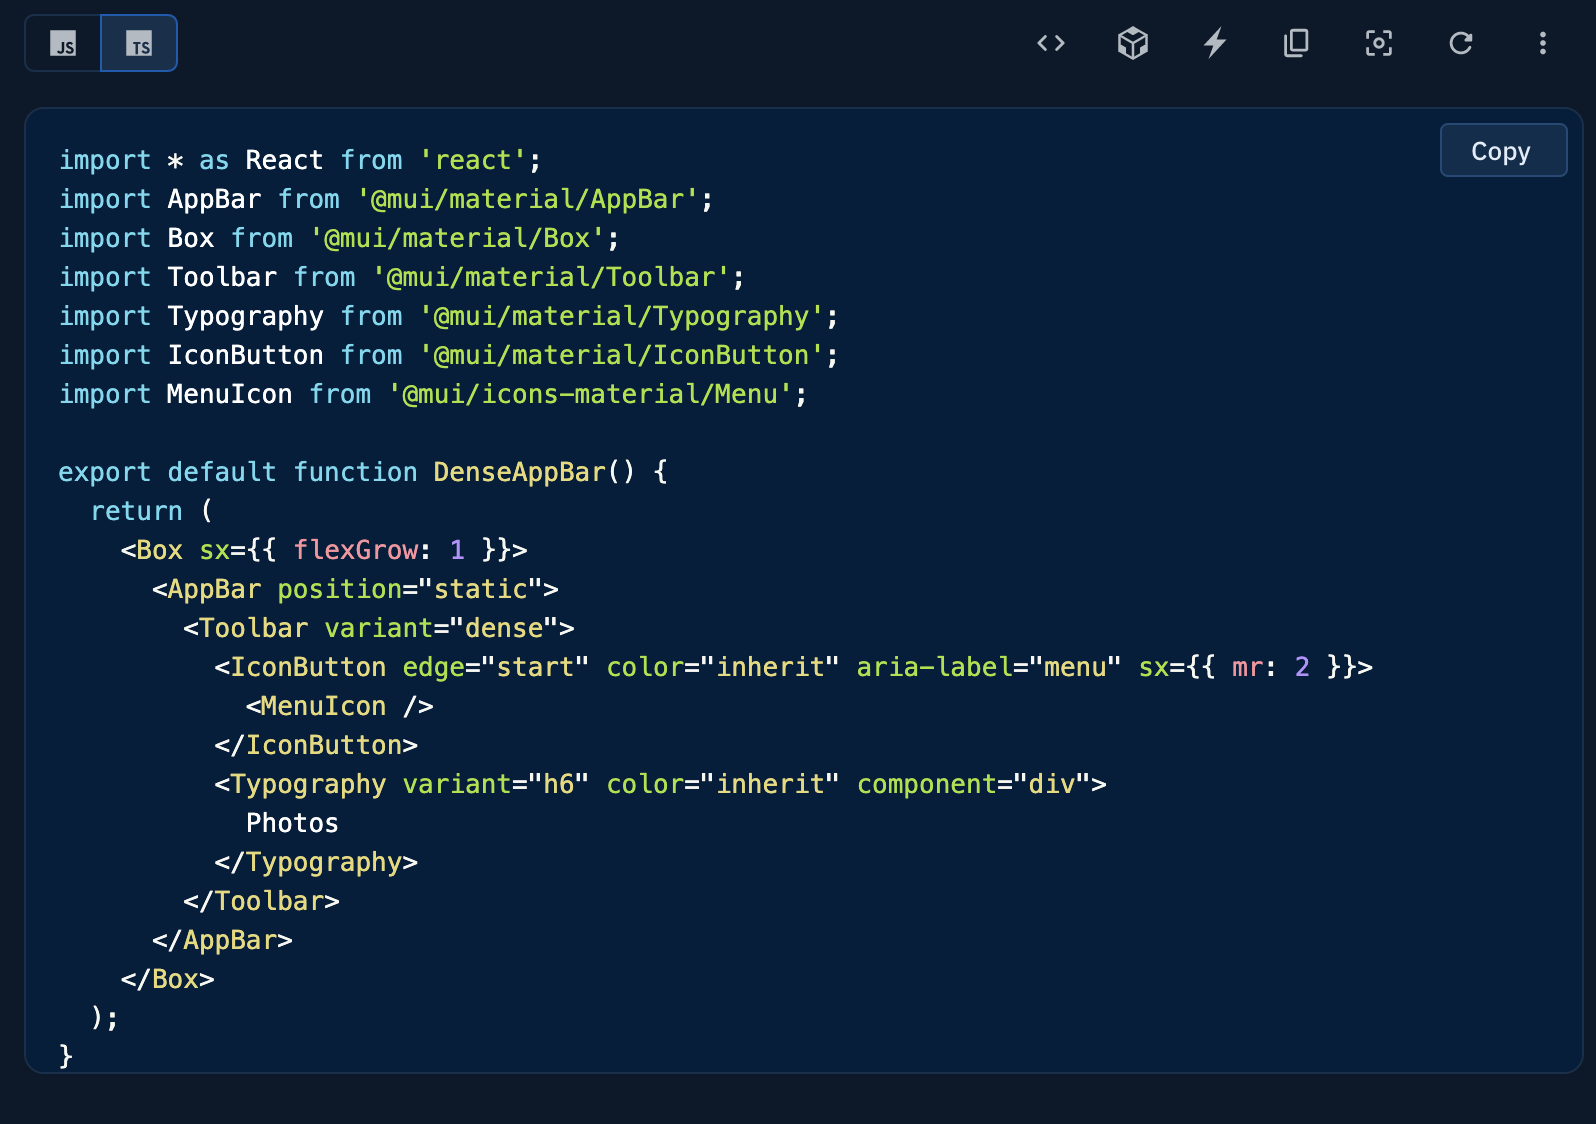 JS TS
Copy
import * as React from 'react';
import AppBar from '@mui/material/AppBar';
import Box from '@mui/material/Box';
import Toolbar from '@mui/material/Toolbar';
import Typography from '@mui/material/Typography';
import IconButton from '@mui/material/IconButton';
import MenuIcon from '@mui/icons-material/Menu';

export default function DenseAppBar() {
  return (
    <Box sx={{ flexGrow: 1 }}>
      <AppBar position="static">
        <Toolbar variant="dense">
          <IconButton edge="start" color="inherit" aria-label="menu" sx={{ mr: 2 }}>
            <MenuIcon />
          </IconButton>
          <Typography variant="h6" color="inherit" component="div">
            Photos
          </Typography>
        </Toolbar>
      </AppBar>
    </Box>
  );
}